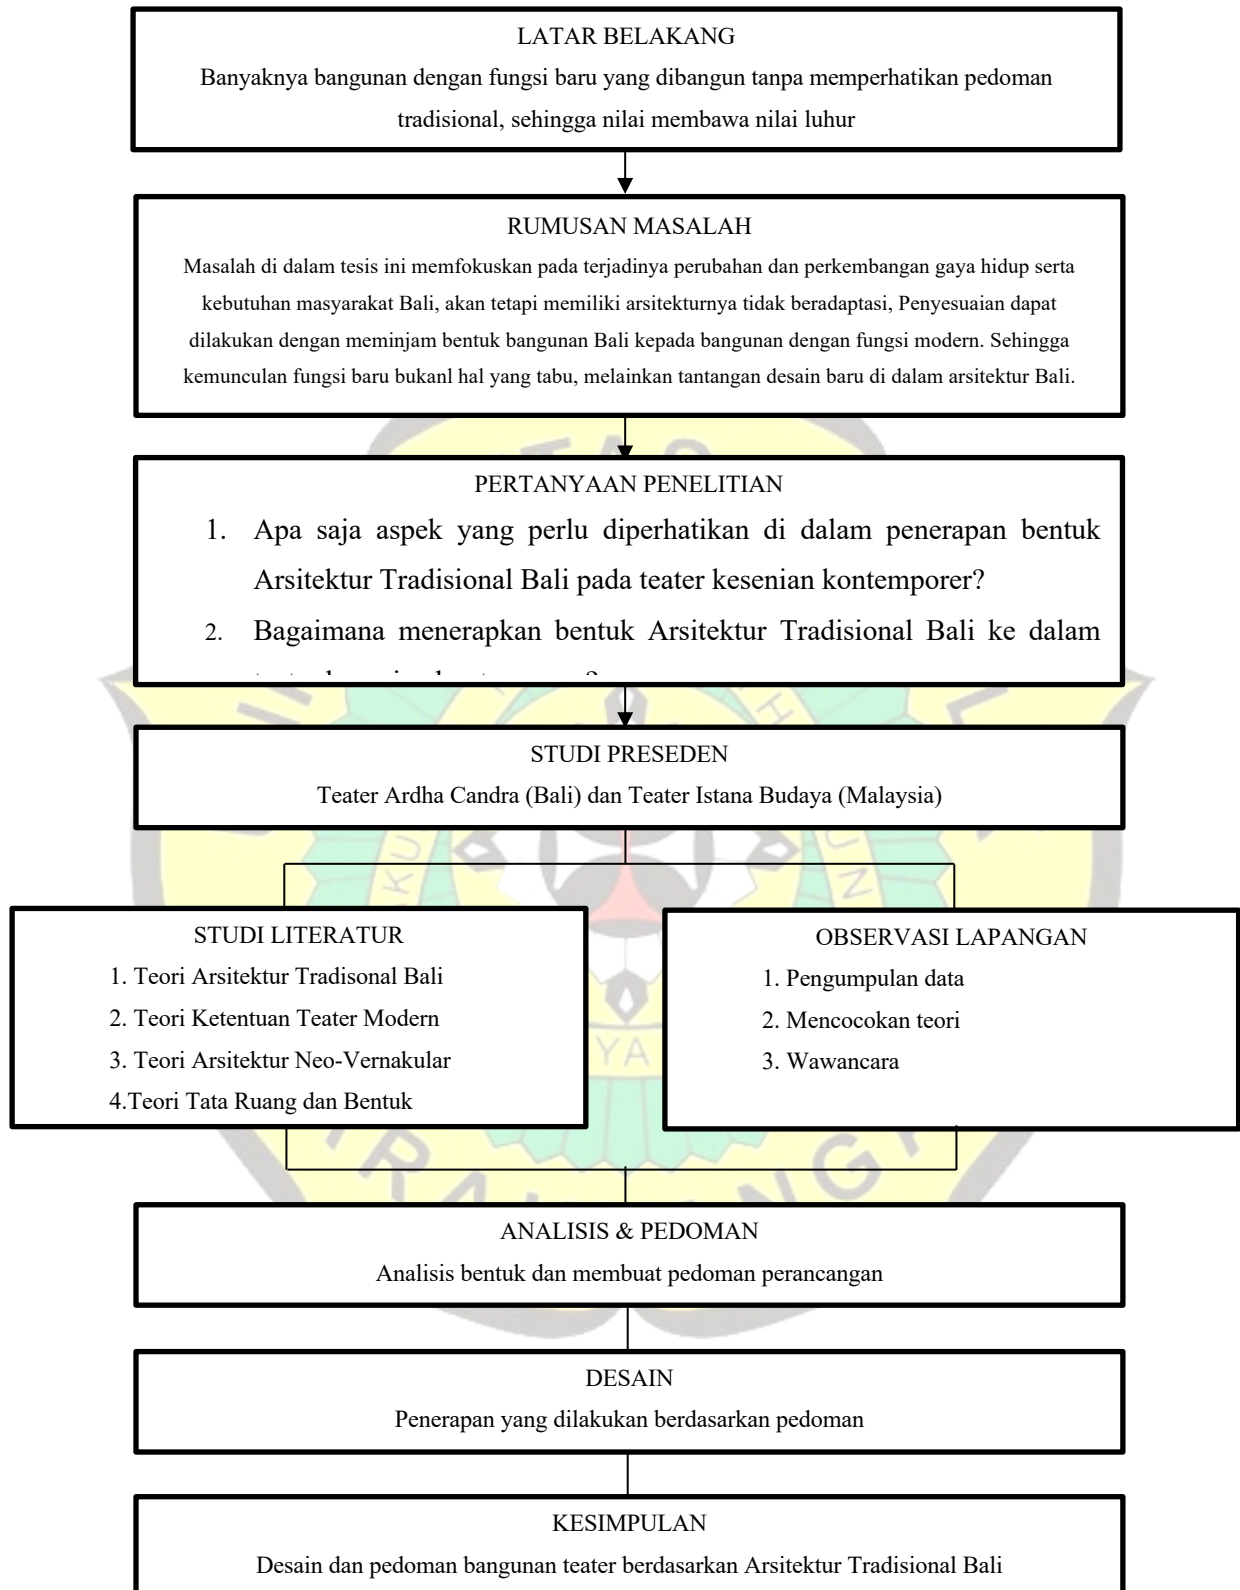 LATAR BELAKANG
Banyaknya bangunan dengan fungsi baru yang dibangun tanpa memperhatikan pedoman
tradisional, sehingga nilai membawa nilai luhur
RUMUSAN MASALAH
Masalah di dalam tesis ini memfokuskan pada terjadinya perubahan dan perkembangan gaya hidup serta
kebutuhan masyarakat Bali, akan tetapi memiliki arsitekturnya tidak beradaptasi, Penyesuaian dapat
dilakukan dengan meminjam bentuk bangunan Bali kepada bangunan dengan fungsi modern. Sehingga
kemunculan fungsi baru bukanl hal yang tabu, melainkan tantangan desain baru di dalam arsitektur Bali.
PERTANYAAN PENELITIAN
1. Apa saja aspek yang perlu diperhatikan di dalam penerapan bentuk
Arsitektur Tradisional Bali pada teater kesenian kontemporer?
2. Bagaimana menerapkan bentuk Arsitektur Tradisional Bali ke dalam
STUDI PRESEDEN
Teater Ardha Candra (Bali) dan Teater Istana Budaya (Malaysia)
STUDI LITERATUR
1. Teori Arsitektur Tradisonal Bali
2. Teori Ketentuan Teater Modern
3. Teori Arsitektur Neo-Vernakular
4.Teori Tata Ruang dan Bentuk
OBSERVASI LAPANGAN
1. Pengumpulan data
2. Mencocokan teori
3. Wawancara
ANALISIS & PEDOMAN
Analisis bentuk dan membuat pedoman perancangan
DESAIN
Penerapan yang dilakukan berdasarkan pedoman
KESIMPULAN
Desain dan pedoman bangunan teater berdasarkan Arsitektur Tradisional Bali